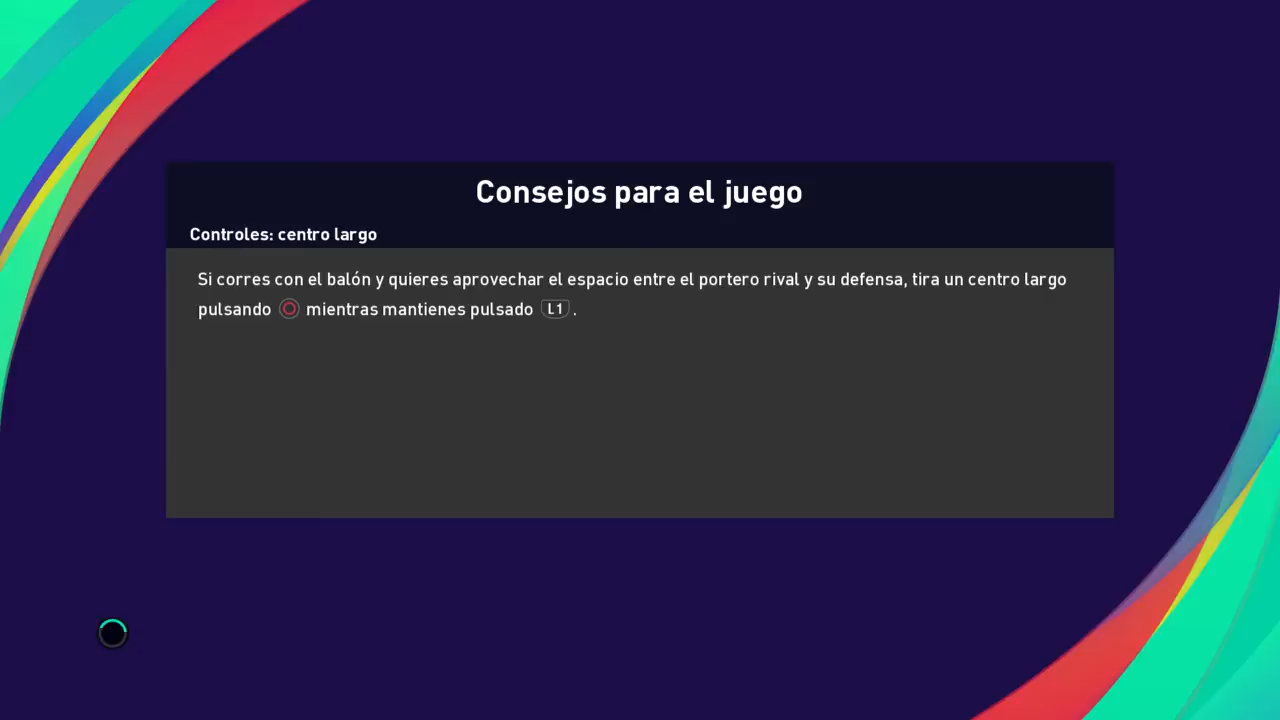 Consejos para el juego
Controles: centro largo
Si corres con el balón y quieres aprovechar el espacio entre el portero rival y su defensa, tira un centro largo
pulsando mientras mantienes pulsado L1 .